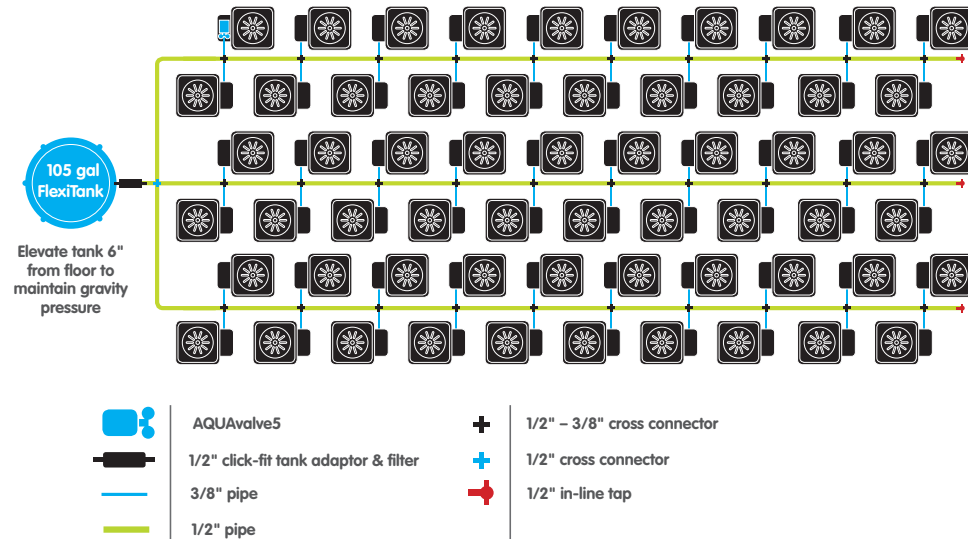 105 gal
FlexiTank
Elevate tank 6"
from floor to
maintain gravity
pressure
AQUAvalve5
1/2" click-fit tank adaptor & filter
3/8" pipe
1/2" pipe
1/2" – 3/8" cross connector
1/2" cross connector
1/2" in-line tap